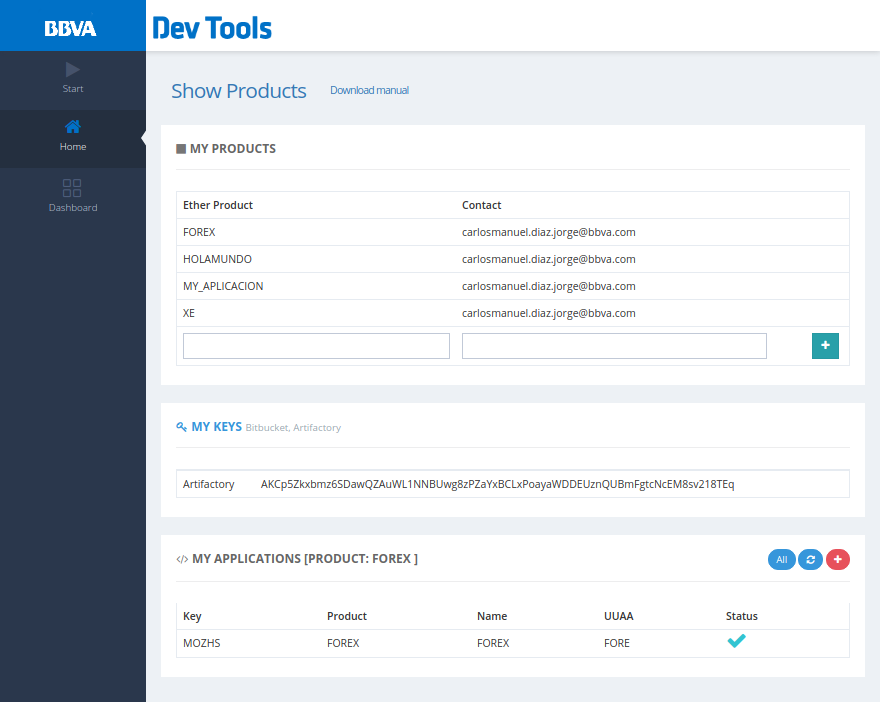 BBVA
Dev Tools
Start
Home
Dashboard
Show Products Download manual
MY PRODUCTS
Ether Product Contact
FOREX carlosmanuel.diaz.jorge@bbva.com
HOLAMUNDO carlosmanuel.diaz.jorge@bbva.com
MY_APLICACION carlosmanuel.diaz.jorge@bbva.com
XE carlosmanuel.diaz.jorge@bbva.com
MY KEYS Bitbucket, Artifactory
Artifactory AKCp5Zkxbmz6SDawQZAuWL1NNBUwg8zPZaYxBCLxPoayaWDDEUznQUBmFgtcNcEM8sv218TEq
MY APPLICATIONS [PRODUCT: FOREX ] All
Key Product Name UUAA Status
MOZHS FOREX FOREX FORE